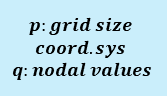 p: grid size
coord.sys
q: nodal values